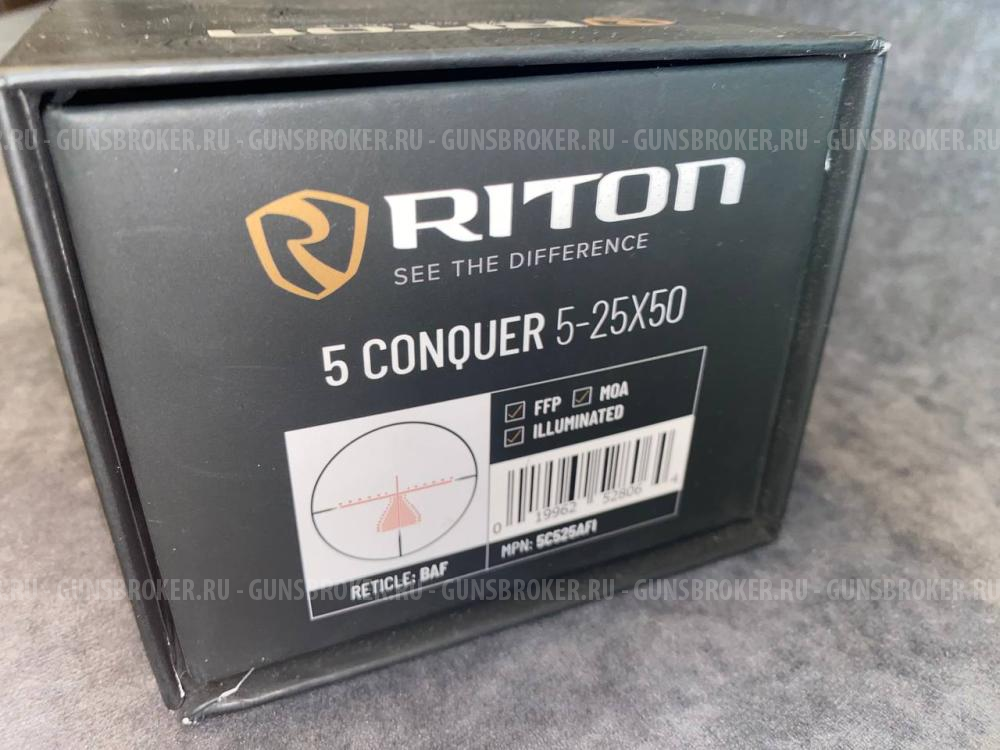 RITON
GUNSBROKER.RU - GUNSBROKER.RU - GUNSBROKER.RU - GUNSBROKER.RU - GUNSBROKER.RU
RITON
SEE THE DIFFERENCE
5 CONQUER 5-25X50
FFP MOA
ILLUMINATED
0 19962 52806 4
MPN: 5C525AFI
RETICLE: BAF
GUNSBROKER.RU - GUNSBROKER.RU - GUNSBROKER.RU - GUNSBROKER.RU - GUNSBROKER.RU